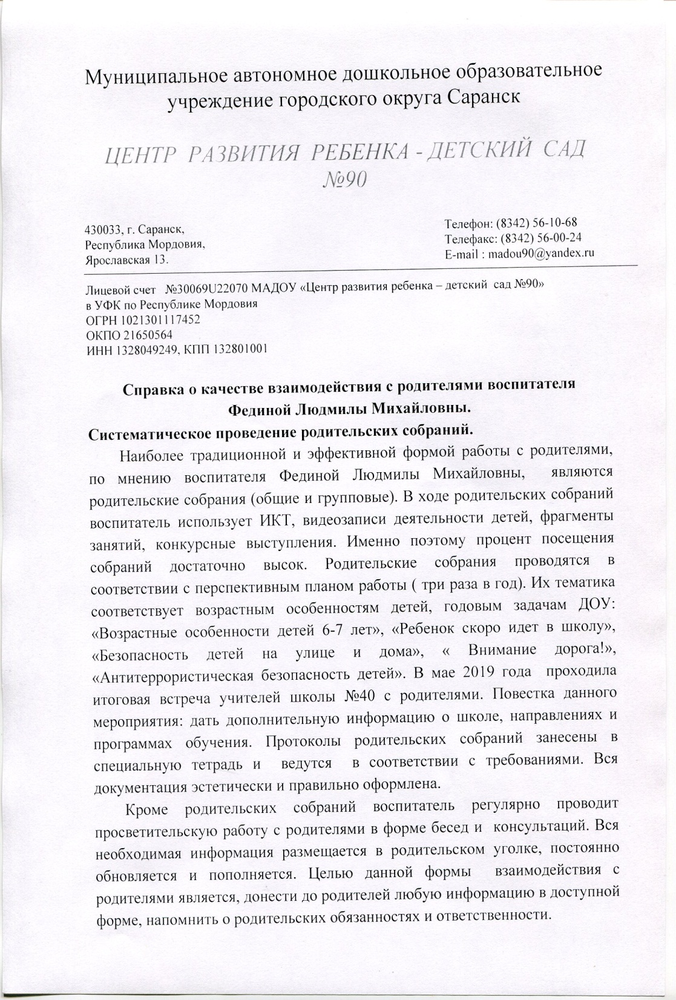 Муниципальное автономное дошкольное образовательное
учреждение городского округа Саранск
ЦЕНТР РАЗВИТИЯ РЕБЕНКА - ДЕТСКИЙ САД
№90
430033, г. Саранск,
Республика Мордовия,
Ярославская 13.
Телефон: (8342) 56-10-68
Телефакс: (8342) 56-00-24
E-mail : madou90@yandex.ru
Лицевой счет №30069U22070 МАДОУ «Центр развития ребенка – детский сад №90»
в УФК по Республике Мордовия
ОГРН 1021301117452
ОКПО 21650564
ИНН 1328049249, КПП 132801001
Справка о качестве взаимодействия с родителями воспитателя
Фединой Людмилы Михайловны.
Систематическое проведение родительских собраний.
Наиболее традиционной и эффективной формой работы с родителями,
по мнению воспитателя Фединой Людмилы Михайловны, являются
родительские собрания (общие и групповые). В ходе родительских собраний
воспитатель использует ИКТ, видеозаписи деятельности детей, фрагменты
занятий, конкурсные выступления. Именно поэтому процент посещения
собраний достаточно высок. Родительские собрания проводятся в
соответствии с перспективным планом работы ( три раза в год). Их тематика
соответствует возрастным особенностям детей, годовым задачам ДОУ:
«Возрастные особенности детей 6-7 лет», «Ребенок скоро идет в школу»,
«Безопасность детей на улице и дома», « Внимание дорога!»,
«Антитеррористическая безопасность детей». В мае 2019 года проходила
итоговая встреча учителей школы №40 с родителями. Повестка данного
мероприятия: дать дополнительную информацию о школе, направлениях и
программах обучения. Протоколы родительских собраний занесены в
специальную тетрадь и ведутся в соответствии с требованиями. Вся
документация эстетически и правильно оформлена.
Кроме родительских собраний воспитатель регулярно проводит
просветительскую работу с родителями в форме бесед и консультаций. Вся
необходимая информация размещается в родительском уголке, постоянно
обновляется и пополняется. Целью данной формы взаимодействия с
родителями является, донести до родителей любую информацию в доступной
форме, напомнить о родительских обязанностях и ответственности.